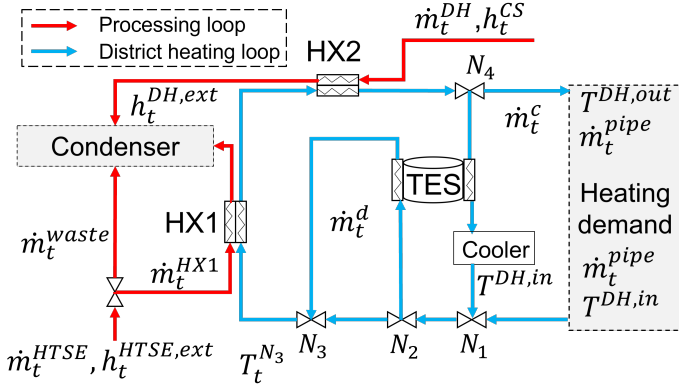 Processing loop
District heating loop
HX2
ṁ_t^{DH}, h_t^{CS}
N_4
h_t^{DH,ext}
ṁ_t^c
T^{DH,out}
ṁ_t^{pipe}
Condenser
TES
Heating
demand
ṁ_t^{waste}
HX1
ṁ_t^d
Cooler
ṁ_t^{HX1}
T^{DH,in}
ṁ_t^{pipe}
T^{DH,in}
ṁ_t^{HTSE}, h_t^{HTSE,ext}
T_t^{N_3}
N_3
N_2
N_1